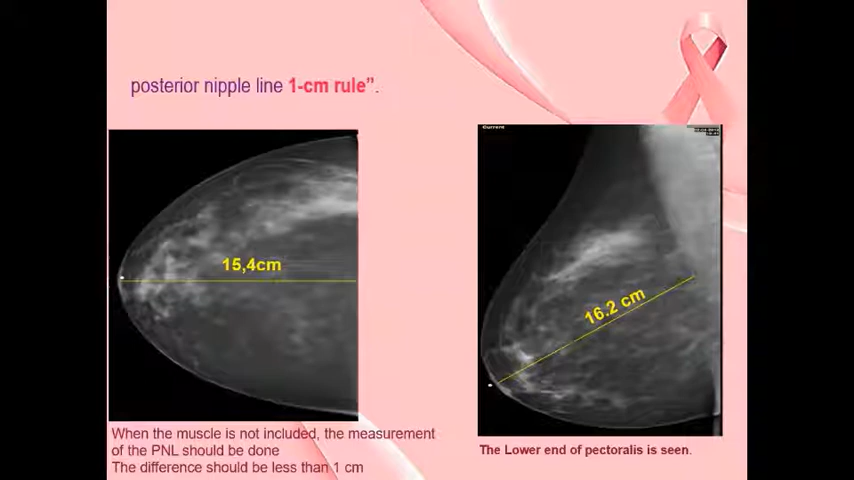 posterior nipple line 1-cm rule”.
Current
15,4cm
16.2 cm
When the muscle is not included, the measurement
of the PNL should be done
The difference should be less than 1 cm
The Lower end of pectoralis is seen.